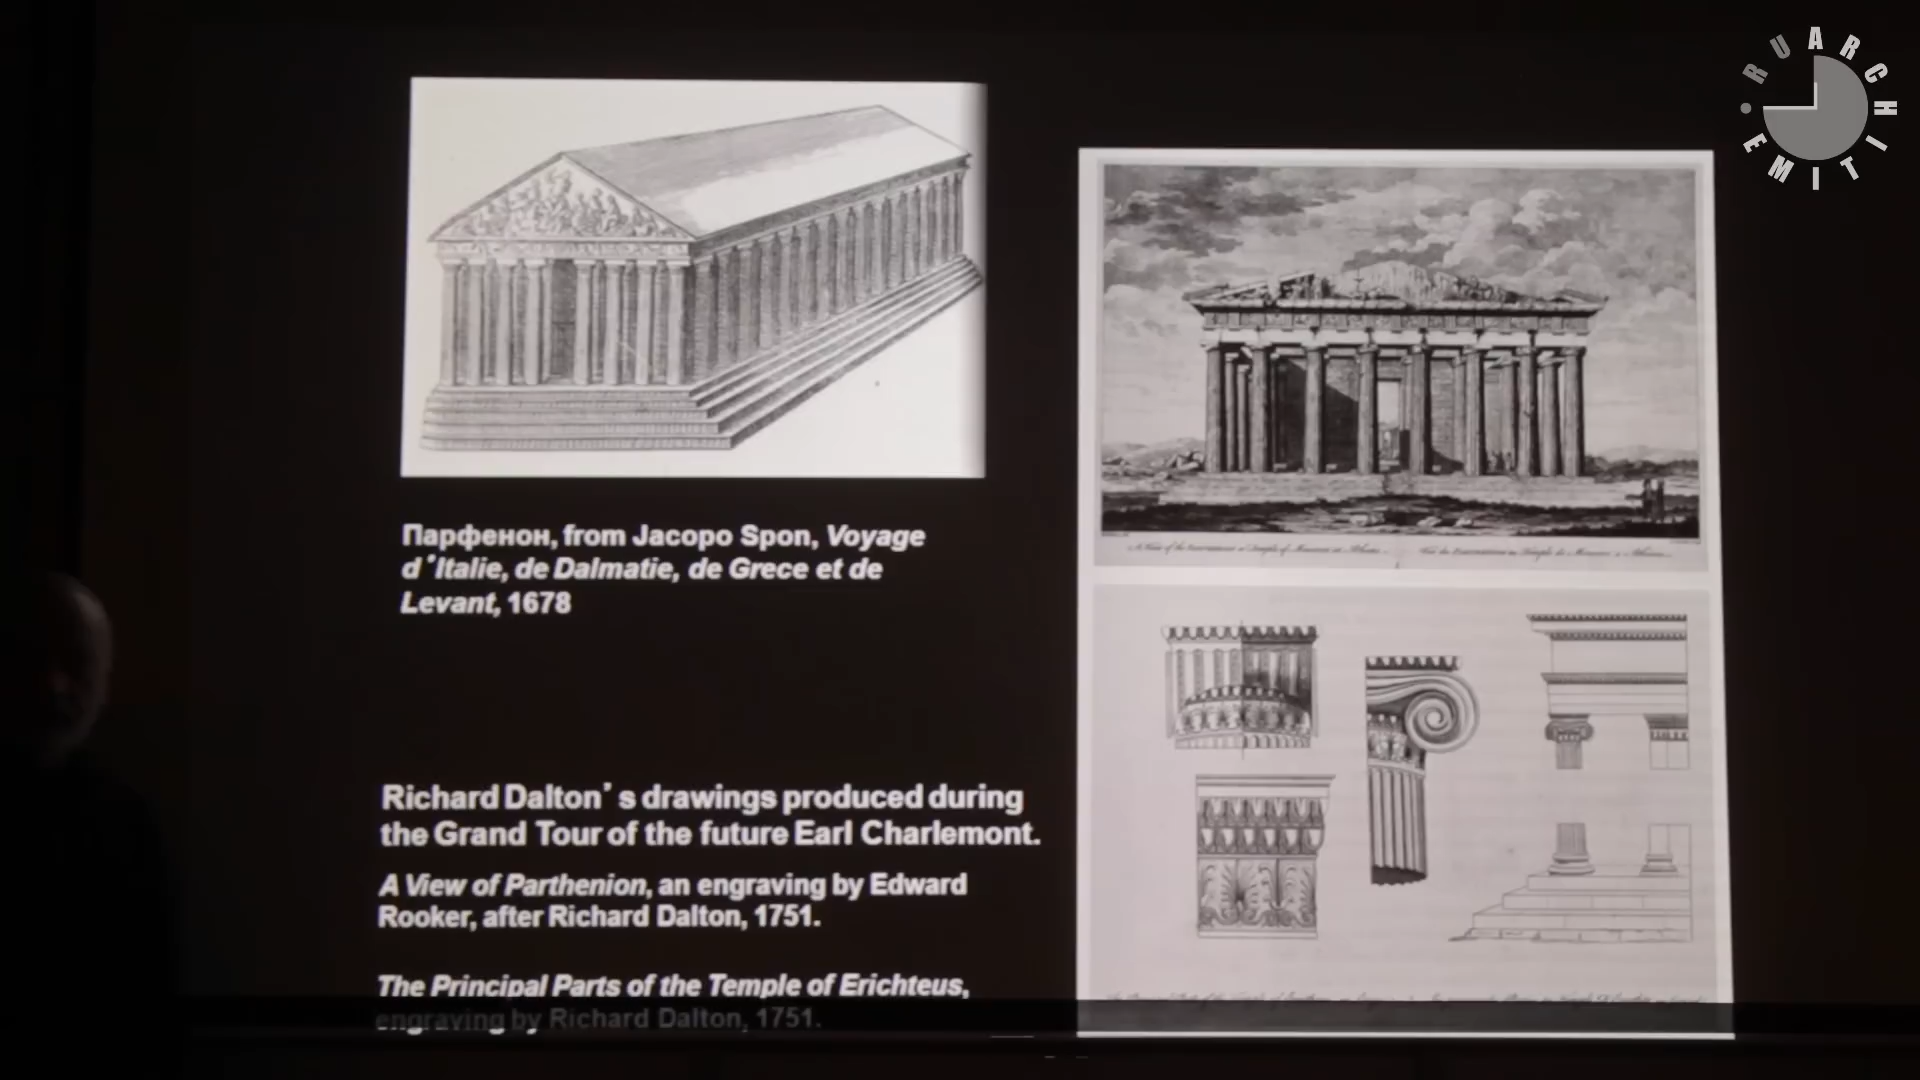 Парфенон, from Jacopo Spon, Voyage
d'Italie, de Dalmatie, de Grece et de
Levant, 1678
Richard Dalton's drawings produced during
the Grand Tour of the future Earl Charlemont.
A View of Parthenion, an engraving by Edward
Rooker, after Richard Dalton, 1751.
The Principal Parts of the Temple of Erichteus,
engraving by Richard Dalton, 1751.
ARCHITIME.RU